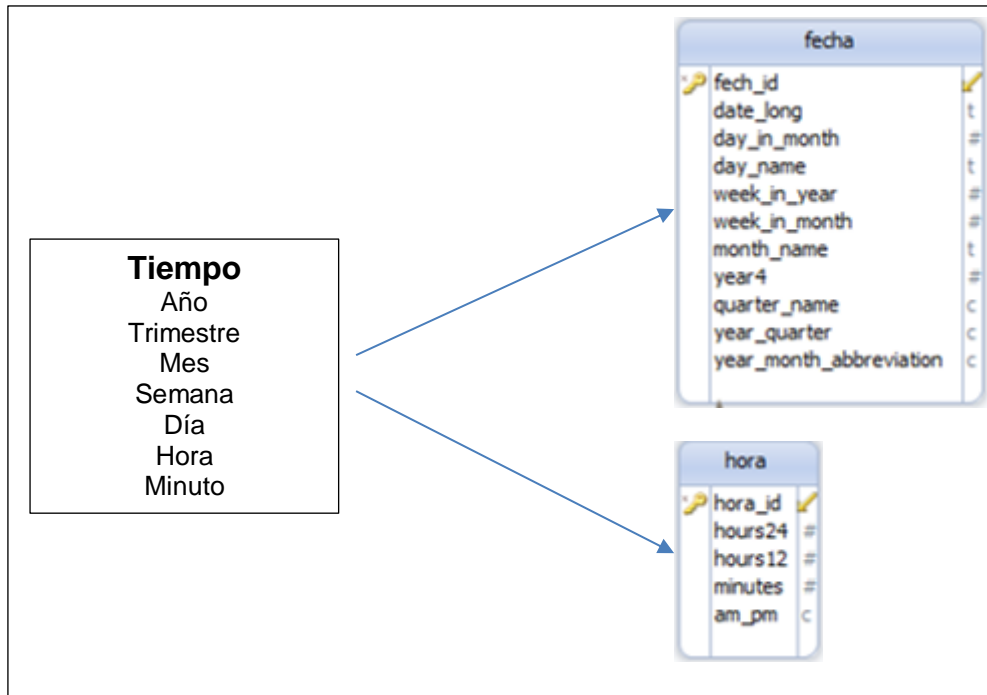 Tiempo
Año
Trimestre
Mes
Semana
Día
Hora
Minuto
fecha
fech_id
date_long t
day_in_month #
day_name t
week_in_year #
week_in_month #
month_name t
year4 #
quarter_name c
year_quarter c
year_month_abbreviation c
hora
hora_id
hours24 #
hours12 #
minutes #
am_pm c